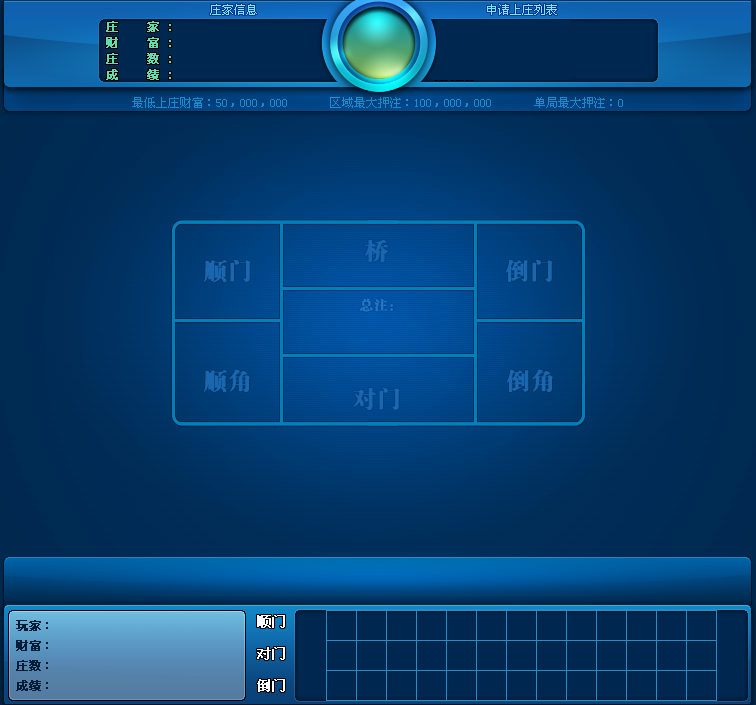 庄家信息
申请上庄列表
庄 家：
财 富：
庄 数：
成 绩：
最低上庄财富：50，000，000
区域最大押注：100，000，000
单局最大押注：0
顺门
桥
倒门
总注：
顺角
对门
倒角
玩家：
财富：
庄数：
成绩：
顺门
对门
倒门